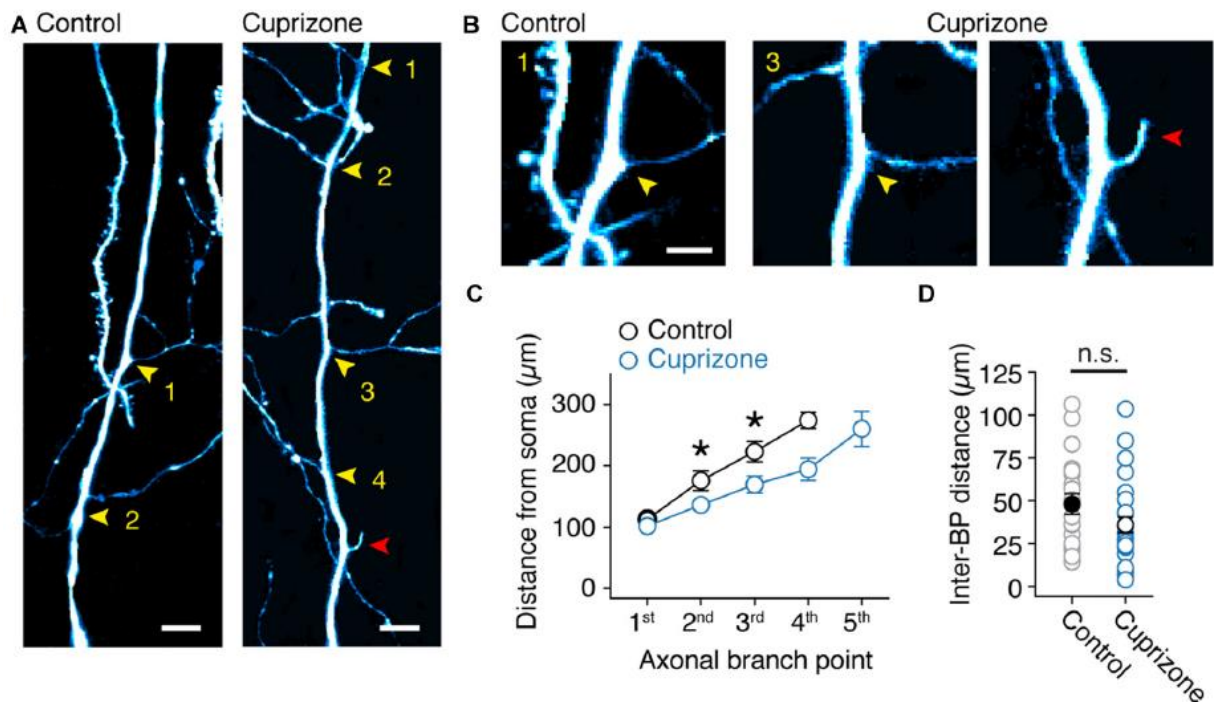 A Control Cuprizone
1
2
1
2
3
4
B Control Cuprizone
1
3
C
Control
Cuprizone
Distance from soma (µm)
300
200
100
0
* *
1st 2nd 3rd 4th 5th
Axonal branch point
D
n.s.
Inter-BP distance (µm)
125
100
75
50
25
0
Control
Cuprizone